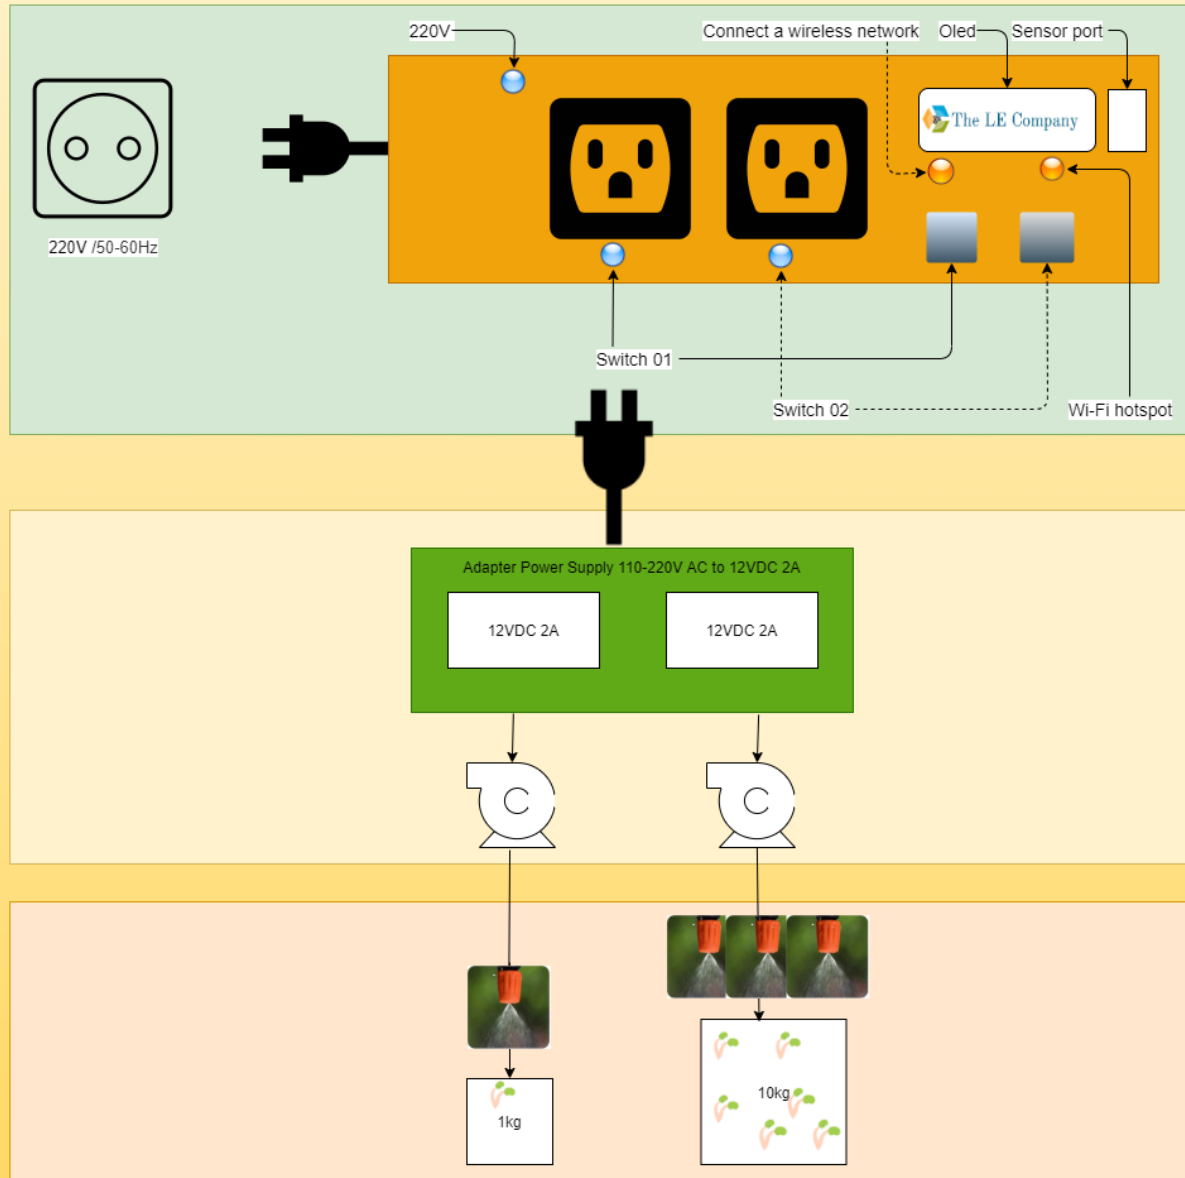 220V
Connect a wireless network
Oled
Sensor port
The LE Company
220V /50-60Hz
Switch 01
Switch 02
Wi-Fi hotspot
Adapter Power Supply 110-220V AC to 12VDC 2A
12VDC 2A
12VDC 2A
C
C
1kg
10kg